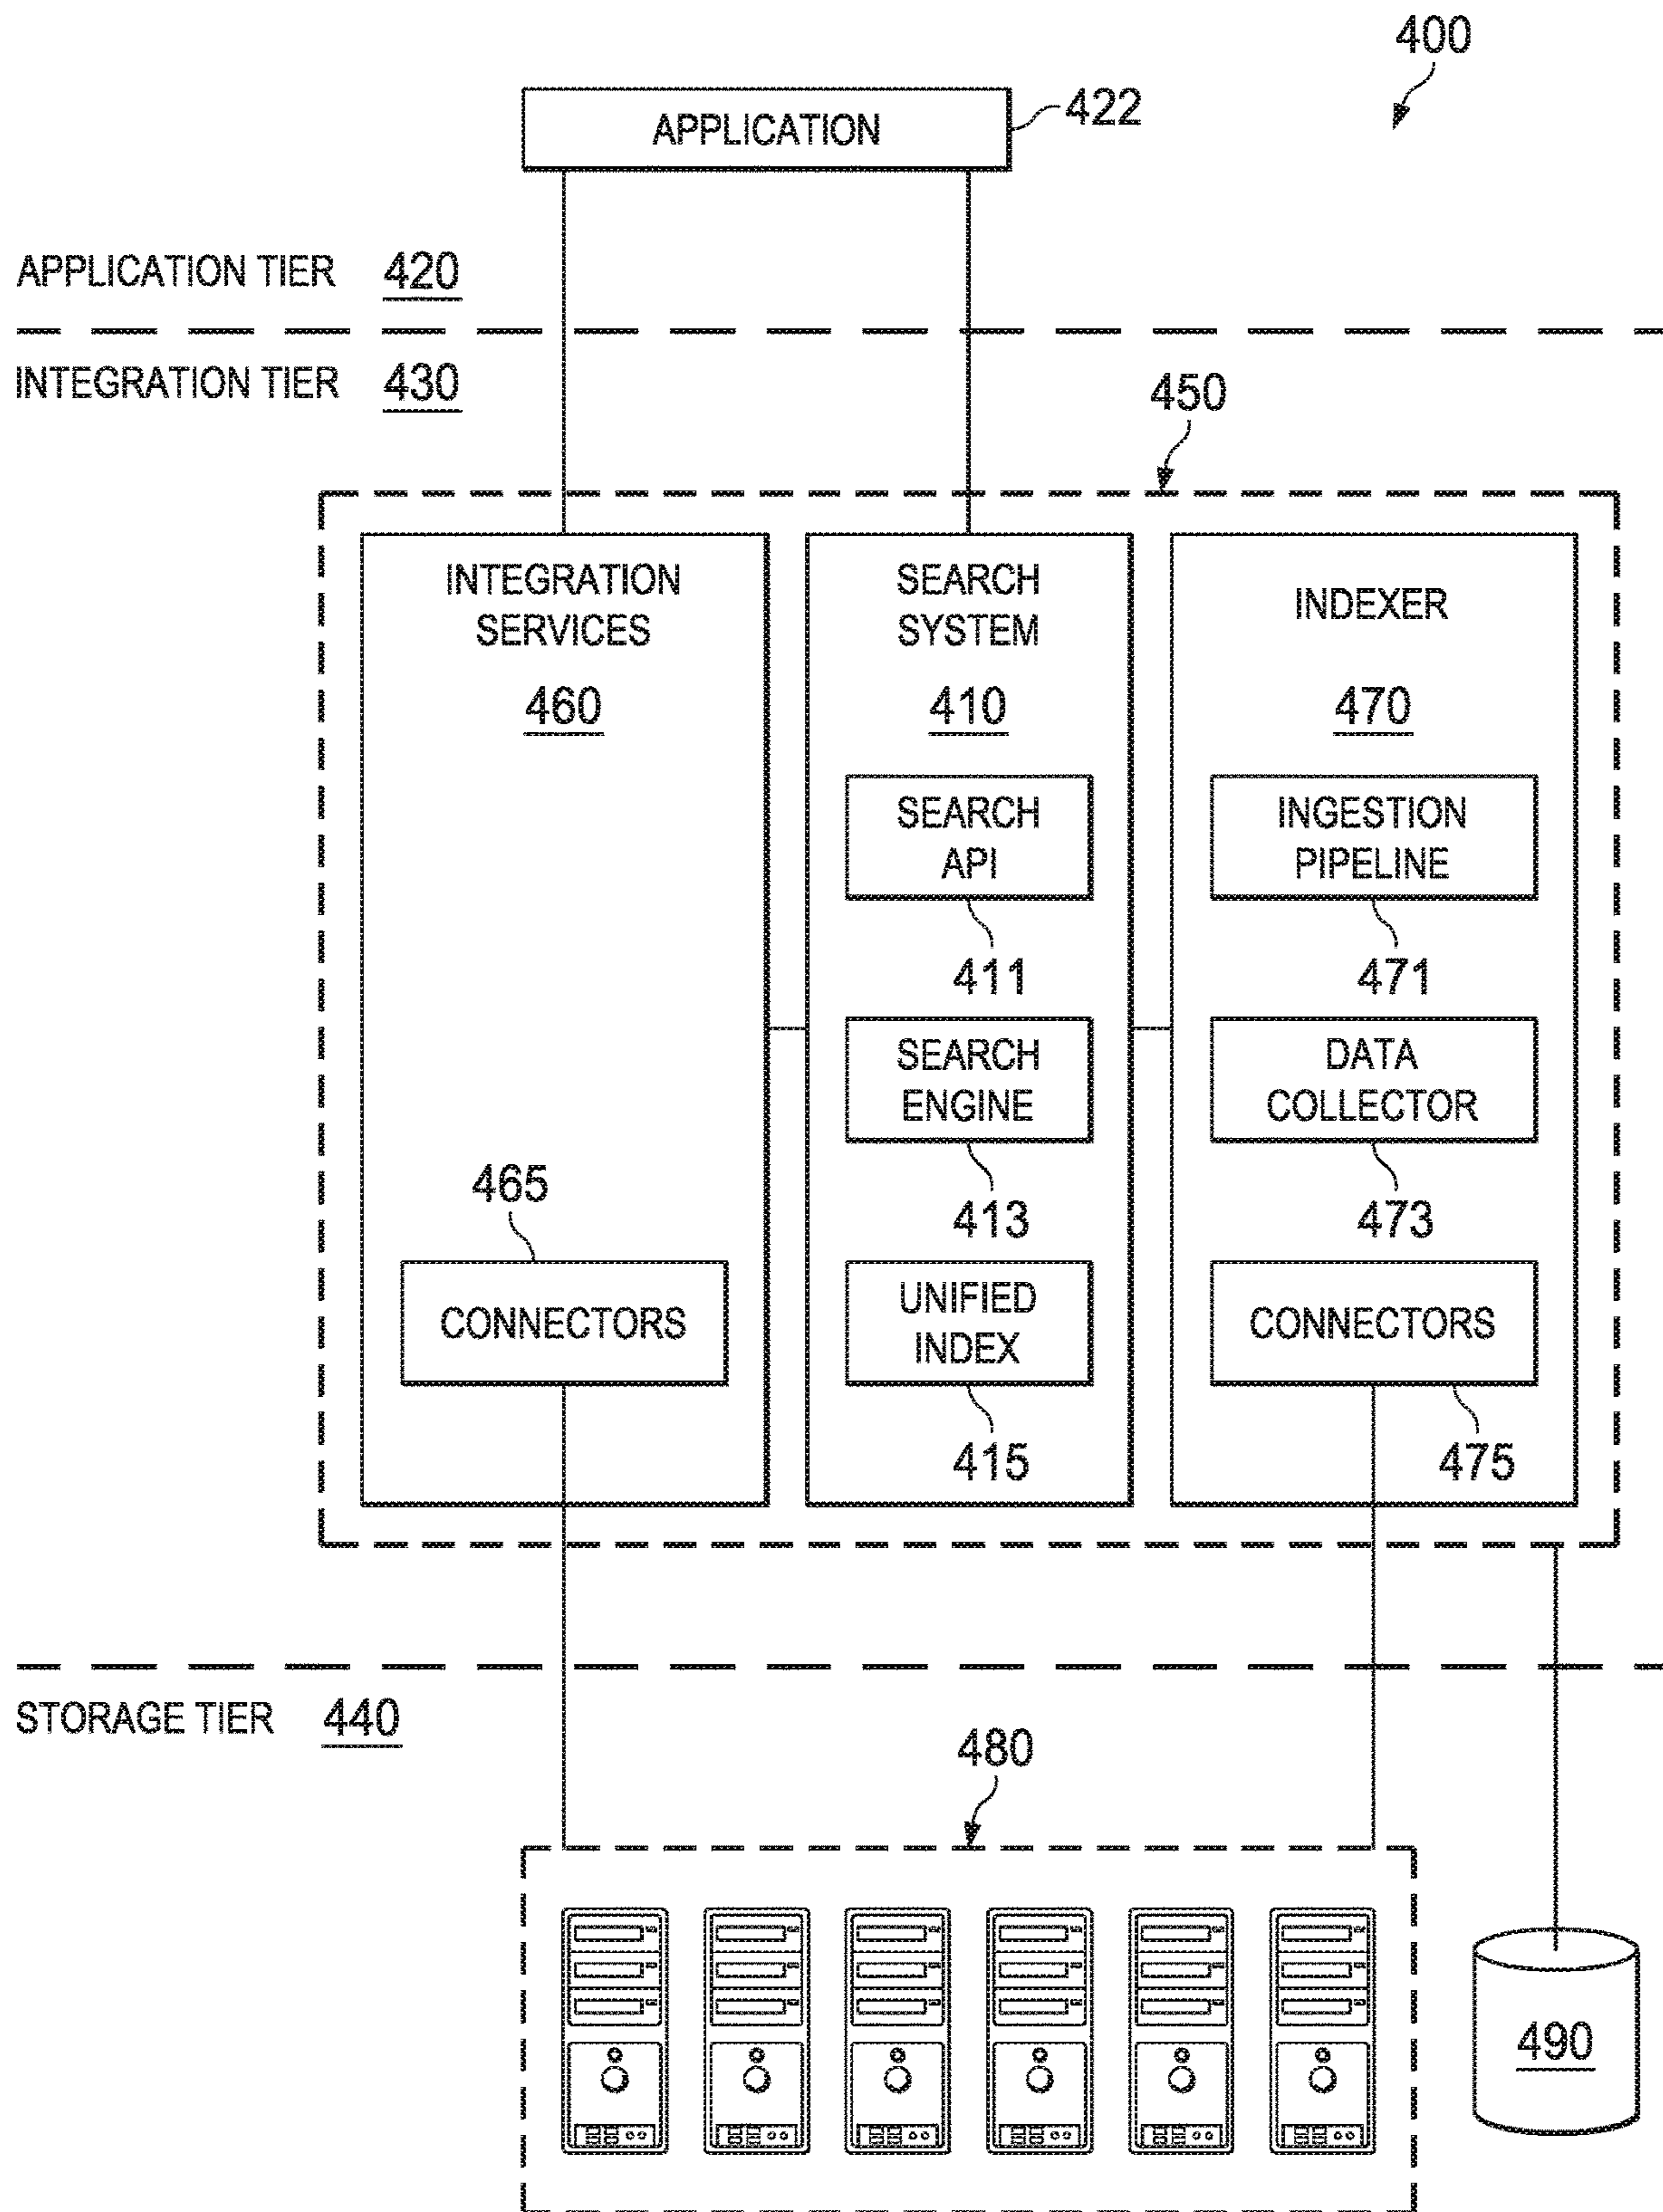 400
APPLICATION
422
APPLICATION TIER 420
INTEGRATION TIER 430
450
INTEGRATION
SERVICES
460
465
CONNECTORS
SEARCH
SYSTEM
410
SEARCH
API
411
SEARCH
ENGINE
413
UNIFIED
INDEX
415
INDEXER
470
INGESTION
PIPELINE
471
DATA
COLLECTOR
473
CONNECTORS
475
STORAGE TIER 440
480
490